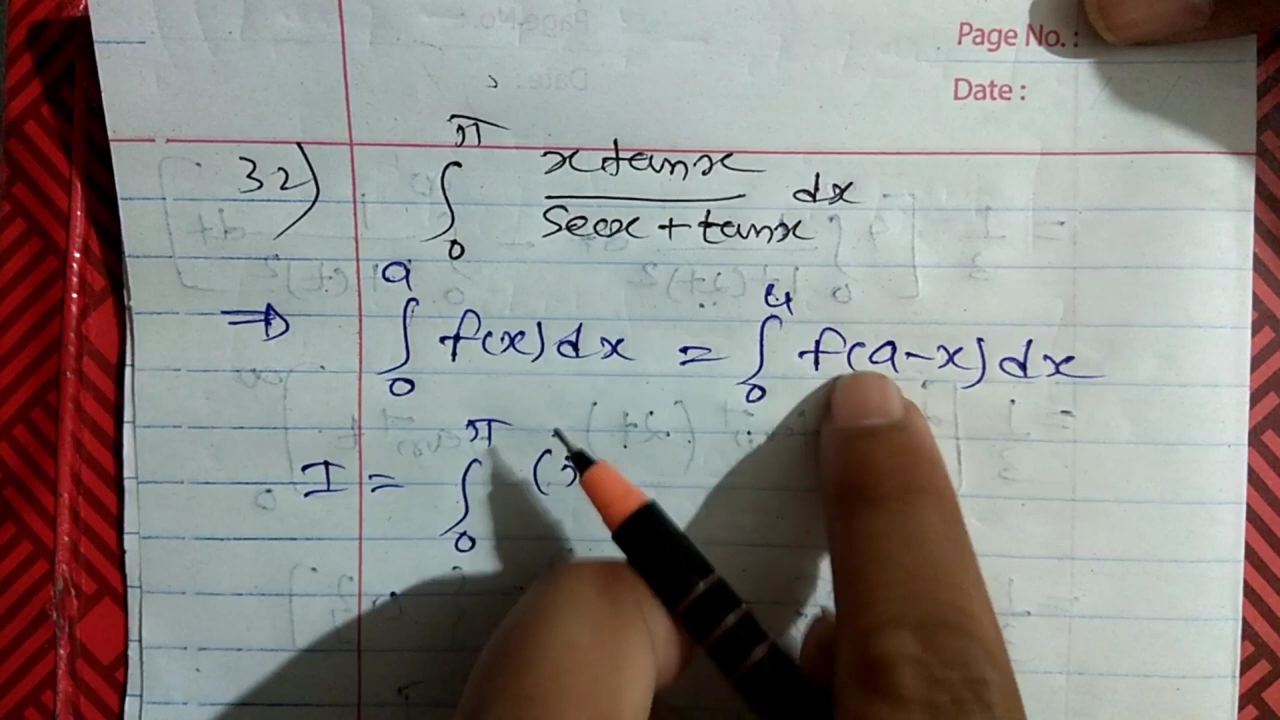 Page No. :
Date :
32) ∫₀^π x tanx / secx + tanx dx
⇒ ∫₀^a f(x) dx = ∫₀^a f(a-x) dx
I = ∫₀^π (